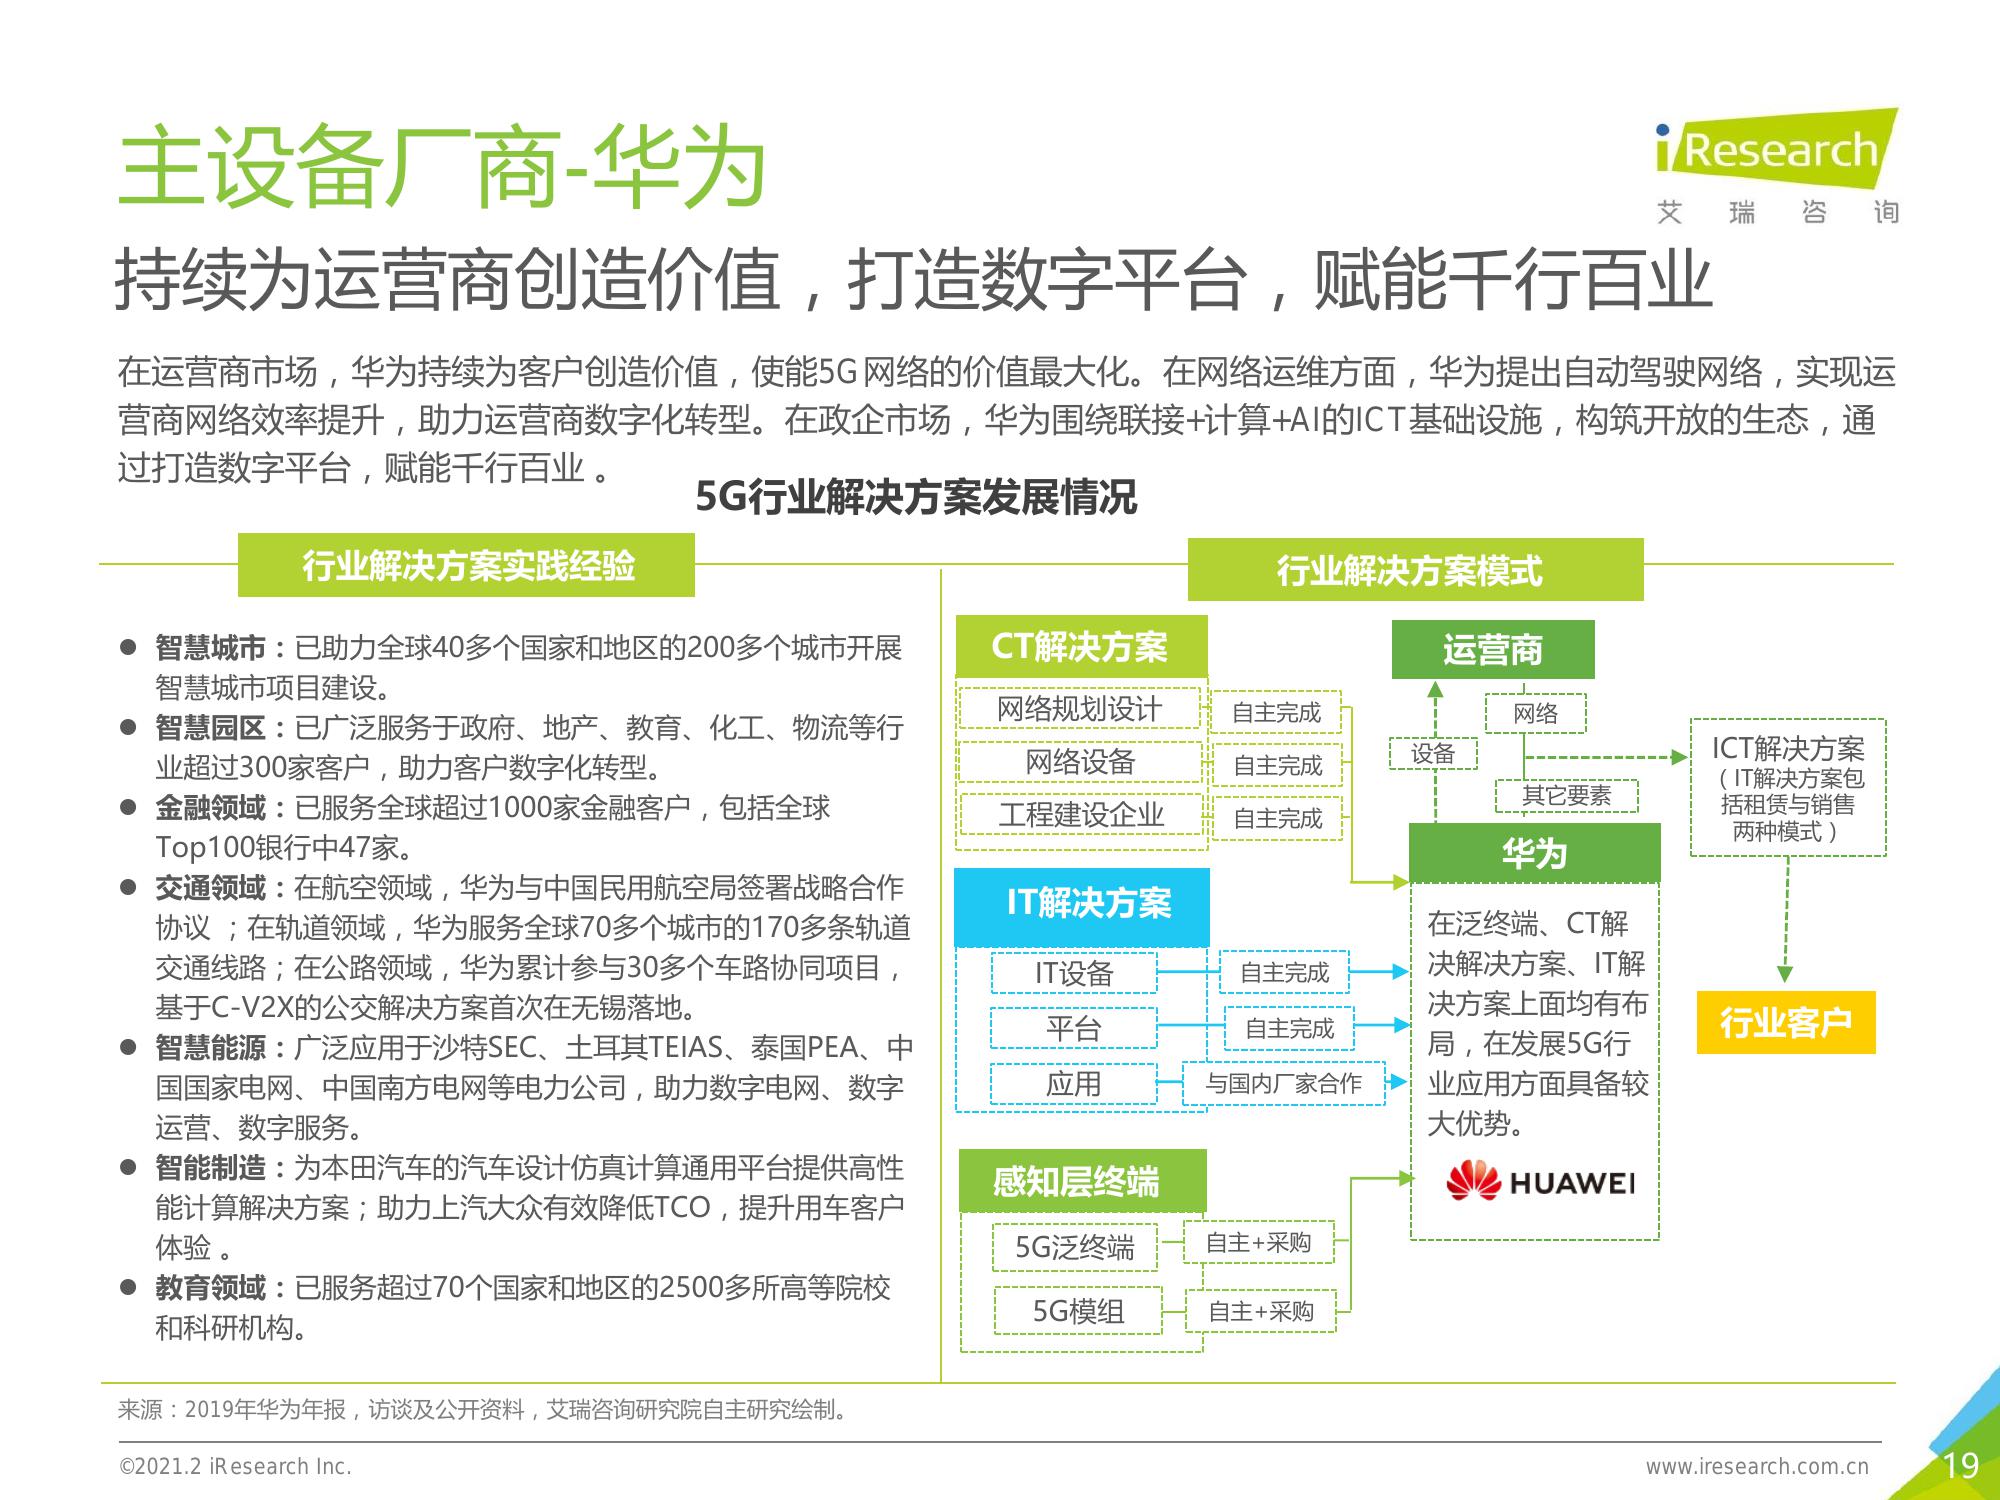 主设备厂商-华为
iResearch
艾瑞咨询
持续为运营商创造价值，打造数字平台，赋能千行百业
在运营商市场，华为持续为客户创造价值，使能5G网络的价值最大化。在网络运维方面，华为提出自动驾驶网络，实现运
营商网络效率提升，助力运营商数字化转型。在政企市场，华为围绕联接+计算+AI的ICT基础设施，构筑开放的生态，通
过打造数字平台，赋能千行百业 。
5G行业解决方案发展情况
行业解决方案实践经验
● 智慧城市：已助力全球40多个国家和地区的200多个城市开展
智慧城市项目建设。
● 智慧园区：已广泛服务于政府、地产、教育、化工、物流等行
业超过300家客户，助力客户数字化转型。
● 金融领域：已服务全球超过1000家金融客户，包括全球
Top100银行中47家。
● 交通领域：在航空领域，华为与中国民用航空局签署战略合作
协议 ；在轨道领域，华为服务全球70多个城市的170多条轨道
交通线路；在公路领域，华为累计参与30多个车路协同项目，
基于C-V2X的公交解决方案首次在无锡落地。
● 智慧能源：广泛应用于沙特SEC、土耳其TEIAS、泰国PEA、中
国国家电网、中国南方电网等电力公司，助力数字电网、数字
运营、数字服务。
● 智能制造：为本田汽车的汽车设计仿真计算通用平台提供高性
能计算解决方案；助力上汽大众有效降低TCO，提升用车客户
体验 。
● 教育领域：已服务超过70个国家和地区的2500多所高等院校
和科研机构。
行业解决方案模式
CT解决方案
网络规划设计
自主完成
网络设备
自主完成
工程建设企业
自主完成
IT解决方案
IT设备
自主完成
平台
自主完成
应用
与国内厂家合作
感知层终端
5G泛终端
自主+采购
5G模组
自主+采购
运营商
网络
设备
其它要素
华为
在泛终端、CT解
决解决方案、IT解
决方案上面均有布
局，在发展5G行
业应用方面具备较
大优势。
HUAWEI
ICT解决方案
（IT解决方案包
括租赁与销售
两种模式）
行业客户
来源：2019年华为年报，访谈及公开资料，艾瑞咨询研究院自主研究绘制。
©2021.2 iResearch Inc.
www.iresearch.com.cn
19